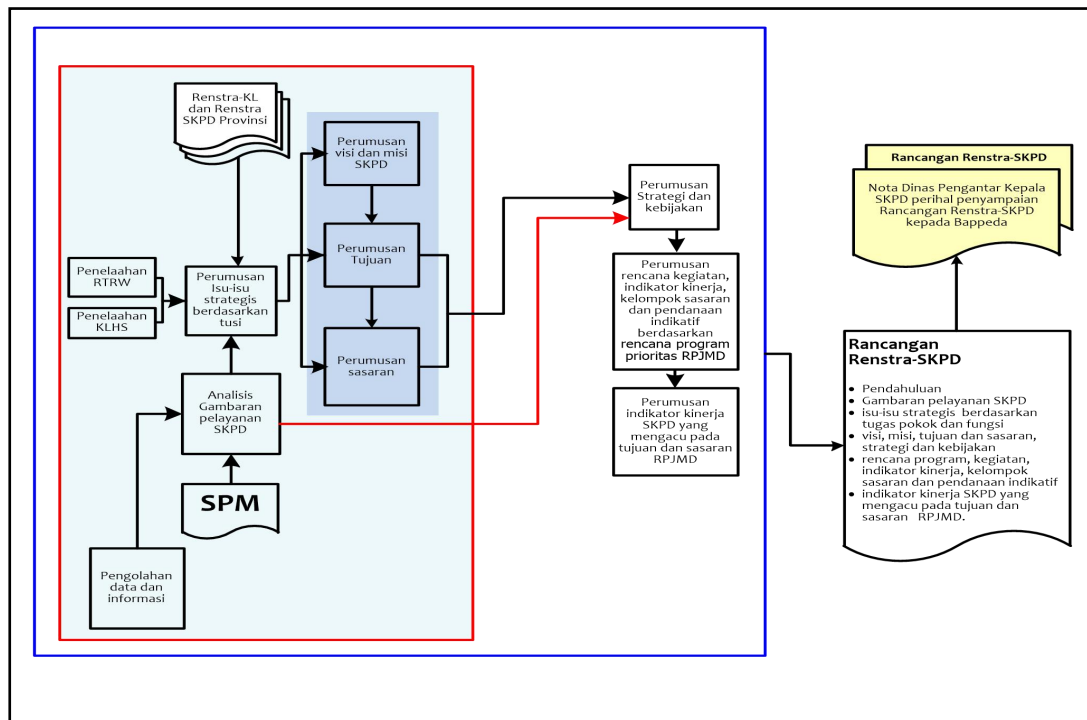 Renstra-KL
dan Renstra
SKPD Provinsi
Perumusan
visi dan misi
SKPD
Penelaahan
RTRW
Penelaahan
KLHS
Perumusan
Isu-isu
strategis
berdasarkan
tusi
Perumusan
Tujuan
Perumusan
sasaran
Analisis
Gambaran
pelayanan
SKPD
SPM
Pengolahan
data dan
informasi
Perumusan
Strategi dan
kebijakan
Perumusan
rencana kegiatan,
indikator kinerja,
kelompok sasaran
dan pendanaan
indikatif
berdasarkan
rencana program
prioritas RPJMD
Perumusan
indikator kinerja
SKPD yang
mengacu pada
tujuan dan sasaran
RPJMD
Rancangan Renstra-SKPD
Nota Dinas Pengantar Kepala
SKPD perihal penyampaian
Rancangan Renstra-SKPD
kepada Bappeda
Rancangan
Renstra-SKPD
• Pendahuluan
• Gambaran pelayanan SKPD
• isu-isu strategis berdasarkan
tugas pokok dan fungsi
• visi, misi, tujuan dan sasaran,
strategi dan kebijakan
• rencana program, kegiatan,
indikator kinerja, kelompok
sasaran dan pendanaan indikatif
• indikator kinerja SKPD yang
mengacu pada tujuan dan
sasaran RPJMD.